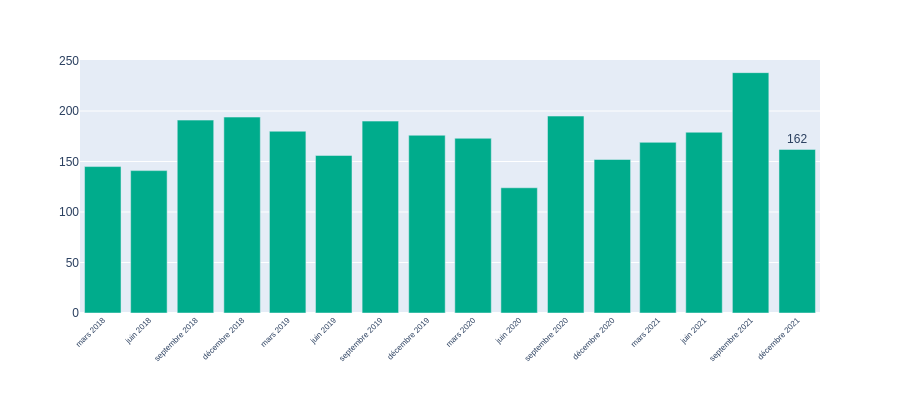 250
200
150
100
50
0
162
mars 2018
juin 2018
septembre 2018
décembre 2018
mars 2019
juin 2019
septembre 2019
décembre 2019
mars 2020
juin 2020
septembre 2020
décembre 2020
mars 2021
juin 2021
septembre 2021
décembre 2021